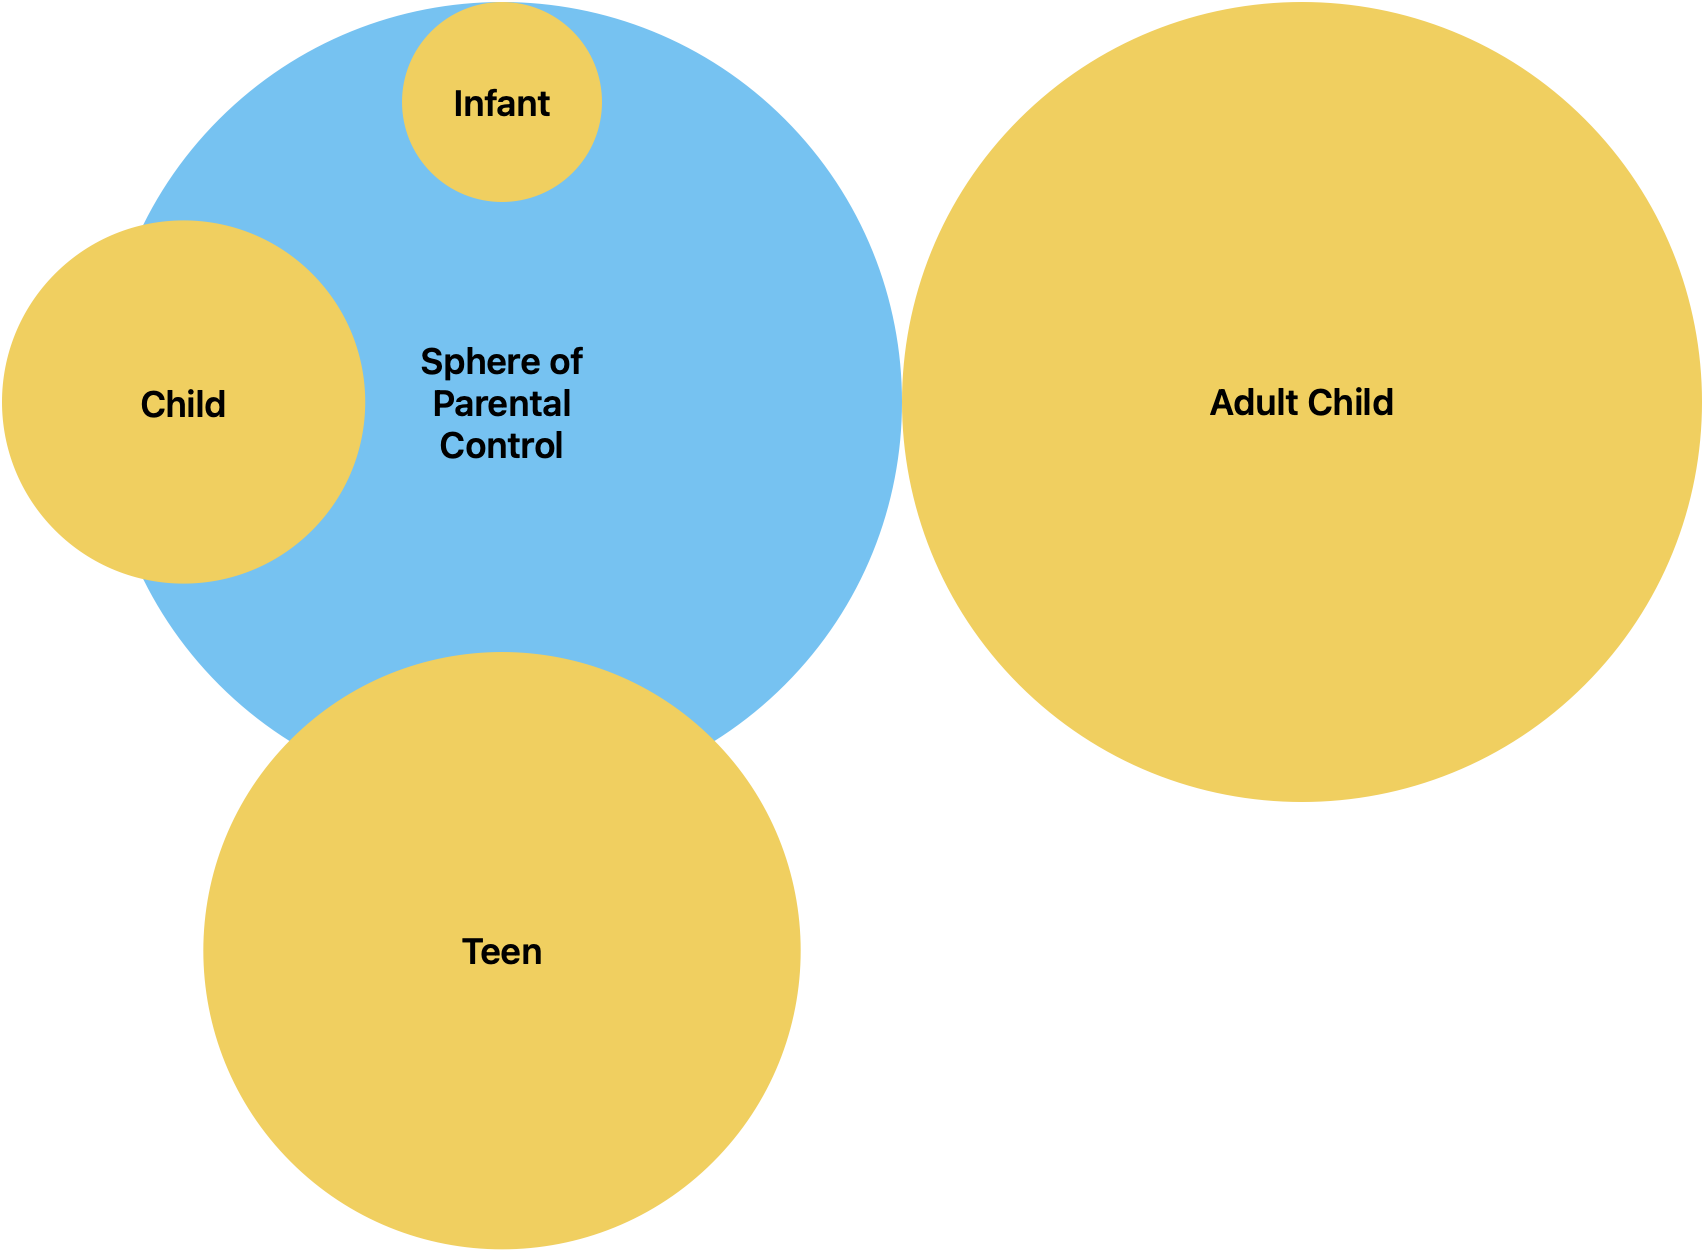 Infant
Child
Sphere of
Parental
Control
Adult Child
Teen